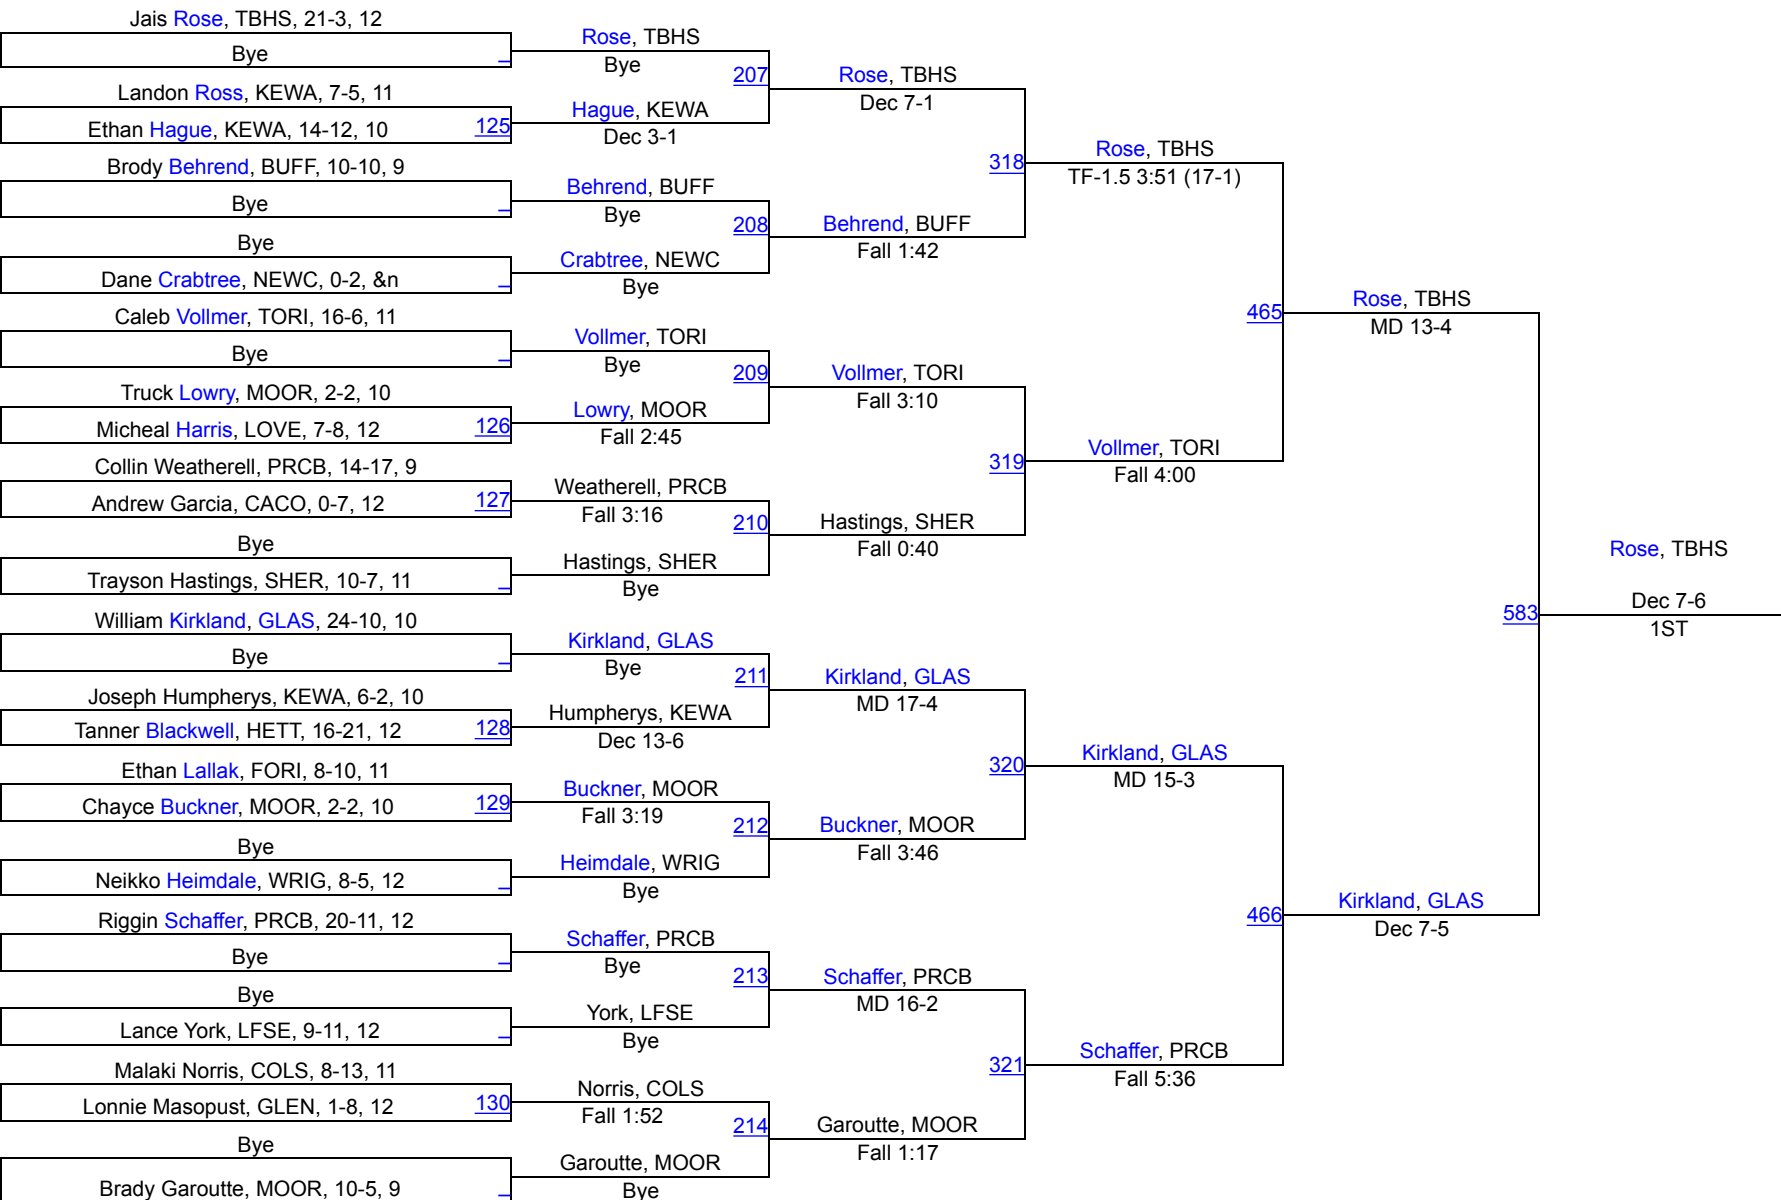 Jais Rose, TBHS, 21-3, 12
Bye
Landon Ross, KEWA, 7-5, 11
Ethan Hague, KEWA, 14-12, 10
125
Brody Behrend, BUFF, 10-10, 9
Bye
Bye
Dane Crabtree, NEWC, 0-2, &n
Caleb Vollmer, TORI, 16-6, 11
Bye
Truck Lowry, MOOR, 2-2, 10
Micheal Harris, LOVE, 7-8, 12
126
Collin Weatherell, PRCB, 14-17, 9
Andrew Garcia, CACO, 0-7, 12
127
Bye
Trayson Hastings, SHER, 10-7, 11
William Kirkland, GLAS, 24-10, 10
Bye
Joseph Humpherys, KEWA, 6-2, 10
Tanner Blackwell, HETT, 16-21, 12
128
Ethan Lallak, FORI, 8-10, 11
Chayce Buckner, MOOR, 2-2, 10
129
Bye
Neikko Heimdale, WRIG, 8-5, 12
Riggin Schaffer, PRCB, 20-11, 12
Bye
Bye
Lance York, LFSE, 9-11, 12
Malaki Norris, COLS, 8-13, 11
Lonnie Masopust, GLEN, 1-8, 12
130
Bye
Brady Garoutte, MOOR, 10-5, 9
Rose, TBHS
Bye
207
Hague, KEWA
Dec 3-1
Behrend, BUFF
Bye
208
Crabtree, NEWC
Bye
Vollmer, TORI
Bye
209
Lowry, MOOR
Fall 2:45
Weatherell, PRCB
Fall 3:16
210
Hastings, SHER
Bye
Kirkland, GLAS
Bye
211
Humpherys, KEWA
Dec 13-6
Buckner, MOOR
Fall 3:19
212
Heimdale, WRIG
Bye
Schaffer, PRCB
Bye
213
York, LFSE
Bye
Norris, COLS
Fall 1:52
214
Garoutte, MOOR
Bye
Rose, TBHS
Dec 7-1
318
Behrend, BUFF
Fall 1:42
Vollmer, TORI
Fall 3:10
319
Hastings, SHER
Fall 0:40
Kirkland, GLAS
MD 17-4
320
Buckner, MOOR
Fall 3:46
Schaffer, PRCB
MD 16-2
321
Garoutte, MOOR
Fall 1:17
Rose, TBHS
TF-1.5 3:51 (17-1)
465
Vollmer, TORI
Fall 4:00
Kirkland, GLAS
MD 15-3
466
Schaffer, PRCB
Fall 5:36
Rose, TBHS
MD 13-4
583
Kirkland, GLAS
Dec 7-5
Rose, TBHS
Dec 7-6
1ST